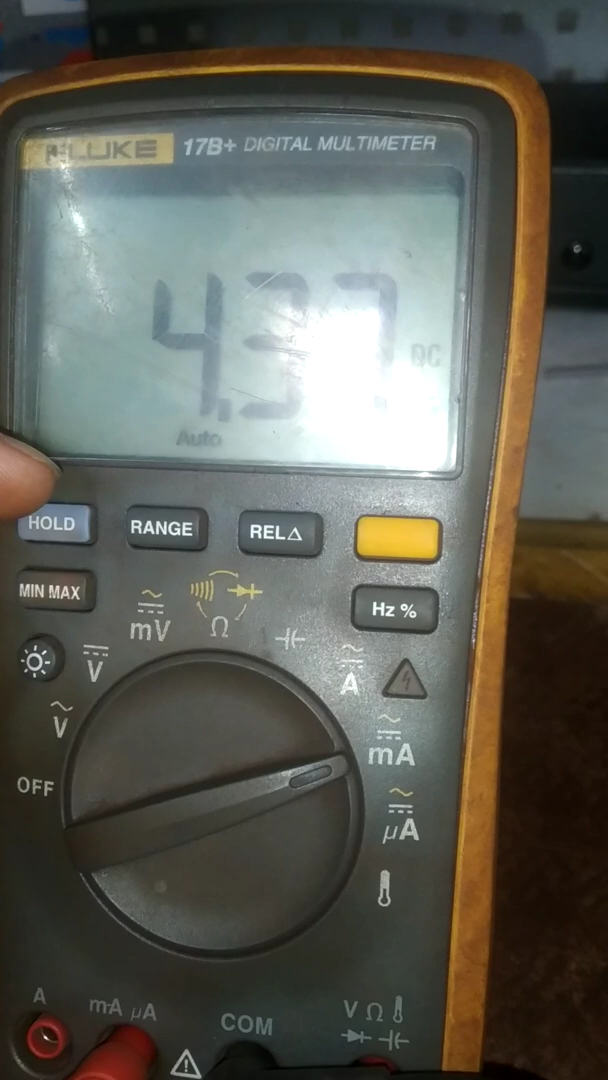 FLUKE 17B+ DIGITAL MULTIMETER
4.37
DC
Auto
HOLD RANGE REL△
MIN MAX Hz %
mV Ω
V A
V mA
OFF
µA
A mA µA COM V Ω